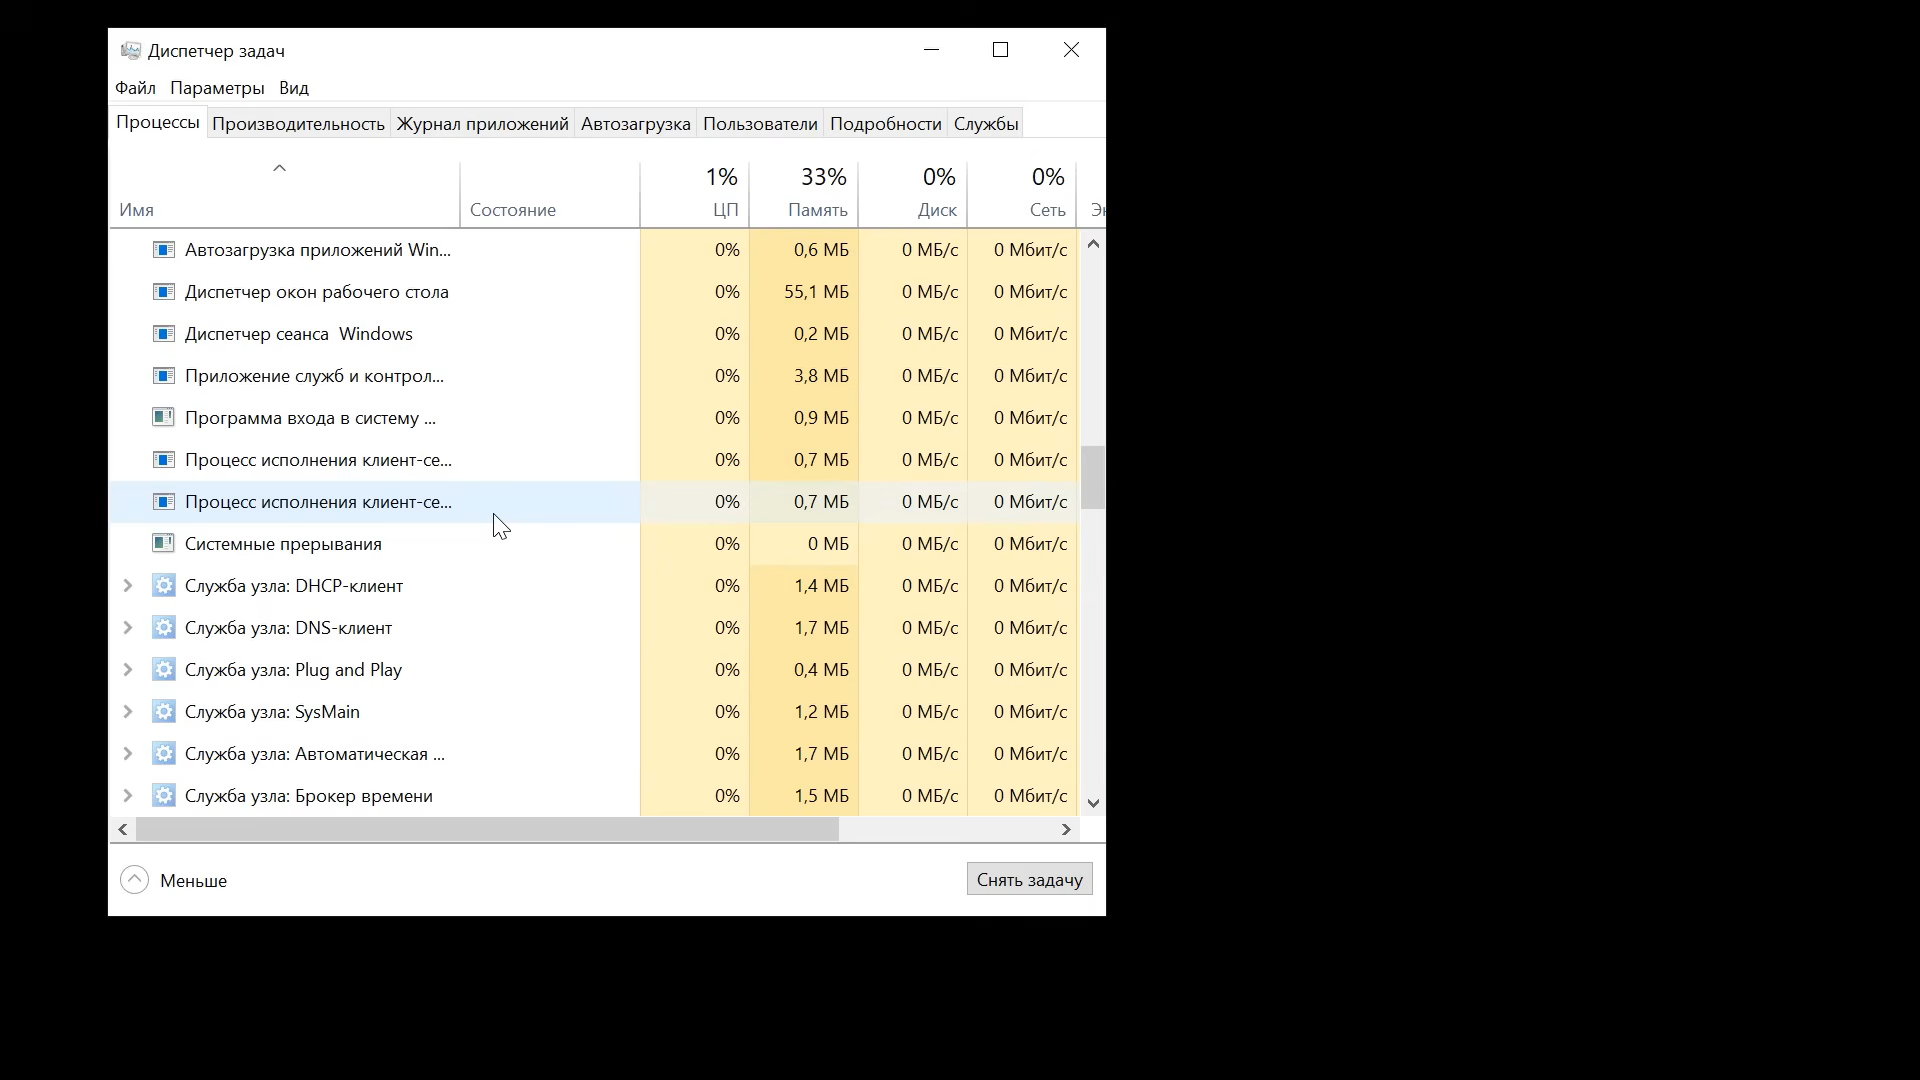 Диспетчер задач
Файл Параметры Вид
Процессы Производительность Журнал приложений Автозагрузка Пользователи Подробности Службы
1% 33% 0% 0%
Имя Состояние ЦП Память Диск Сеть
Автозагрузка приложений Win... 0% 0,6 МБ 0 МБ/с 0 Мбит/с
Диспетчер окон рабочего стола 0% 55,1 МБ 0 МБ/с 0 Мбит/с
Диспетчер сеанса  Windows 0% 0,2 МБ 0 МБ/с 0 Мбит/с
Приложение служб и контрол... 0% 3,8 МБ 0 МБ/с 0 Мбит/с
Программа входа в систему ... 0% 0,9 МБ 0 МБ/с 0 Мбит/с
Процесс исполнения клиент-се... 0% 0,7 МБ 0 МБ/с 0 Мбит/с
Процесс исполнения клиент-се... 0% 0,7 МБ 0 МБ/с 0 Мбит/с
Системные прерывания 0% 0 МБ 0 МБ/с 0 Мбит/с
Служба узла: DHCP-клиент 0% 1,4 МБ 0 МБ/с 0 Мбит/с
Служба узла: DNS-клиент 0% 1,7 МБ 0 МБ/с 0 Мбит/с
Служба узла: Plug and Play 0% 0,4 МБ 0 МБ/с 0 Мбит/с
Служба узла: SysMain 0% 1,2 МБ 0 МБ/с 0 Мбит/с
Служба узла: Автоматическая ... 0% 1,7 МБ 0 МБ/с 0 Мбит/с
Служба узла: Брокер времени 0% 1,5 МБ 0 МБ/с 0 Мбит/с
Меньше Снять задачу